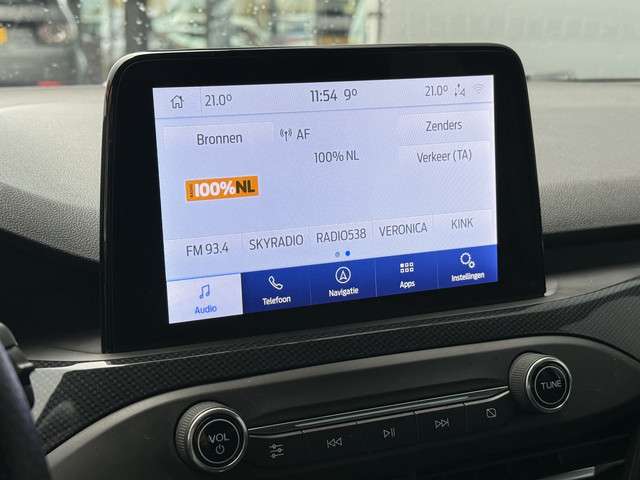 21.0° 11:54 9° 21.0°
Bronnen AF Zenders
100% NL Verkeer (TA)
100%NL
FM 93.4 SKYRADIO RADIO538 VERONICA KINK
Audio Telefoon Navigatie Apps Instellingen
VOL TUNE